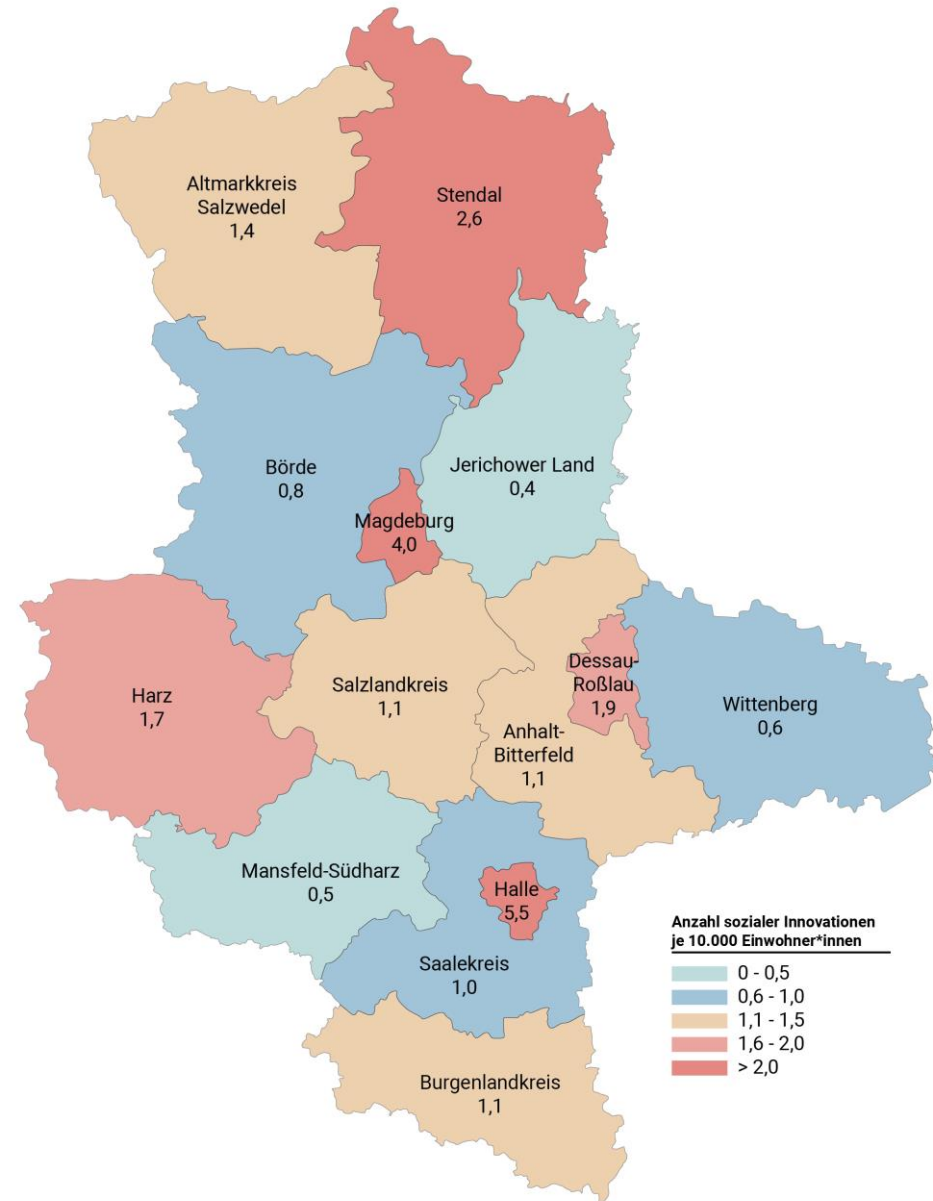 Altmarkkreis
Salzwedel
1,4
Stendal
2,6
Börde
0,8
Jerichower Land
0,4
Magdeburg
4,0
Harz
1,7
Salzlandkreis
1,1
Dessau-
Roßlau
1,9
Wittenberg
0,6
Anhalt-
Bitterfeld
1,1
Mansfeld-Südharz
0,5
Halle
5,5
Saalekreis
1,0
Burgenlandkreis
1,1
Anzahl sozialer Innovationen
je 10.000 Einwohner*innen
0 - 0,5
0,6 - 1,0
1,1 - 1,5
1,6 - 2,0
> 2,0